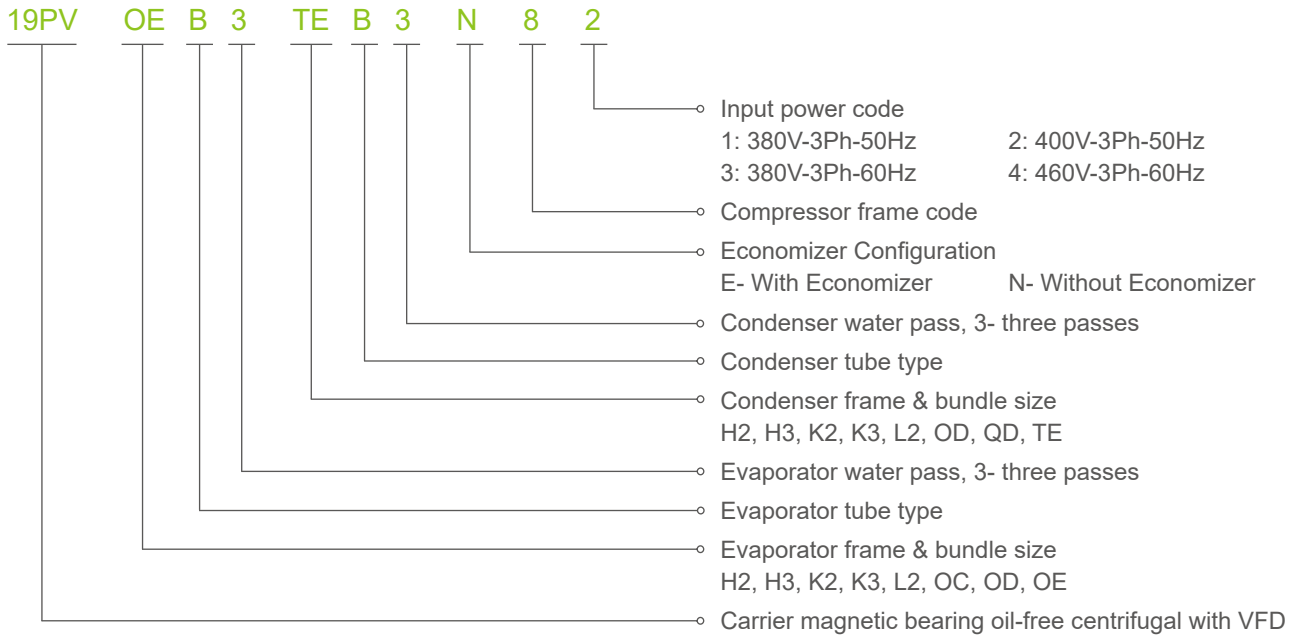 19PV OE B 3 TE B 3 N 8 2
Input power code
1: 380V-3Ph-50Hz 2: 400V-3Ph-50Hz
3: 380V-3Ph-60Hz 4: 460V-3Ph-60Hz
Compressor frame code
Economizer Configuration
E- With Economizer N- Without Economizer
Condenser water pass, 3- three passes
Condenser tube type
Condenser frame & bundle size
H2, H3, K2, K3, L2, OD, QD, TE
Evaporator water pass, 3- three passes
Evaporator tube type
Evaporator frame & bundle size
H2, H3, K2, K3, L2, OC, OD, OE
Carrier magnetic bearing oil-free centrifugal with VFD